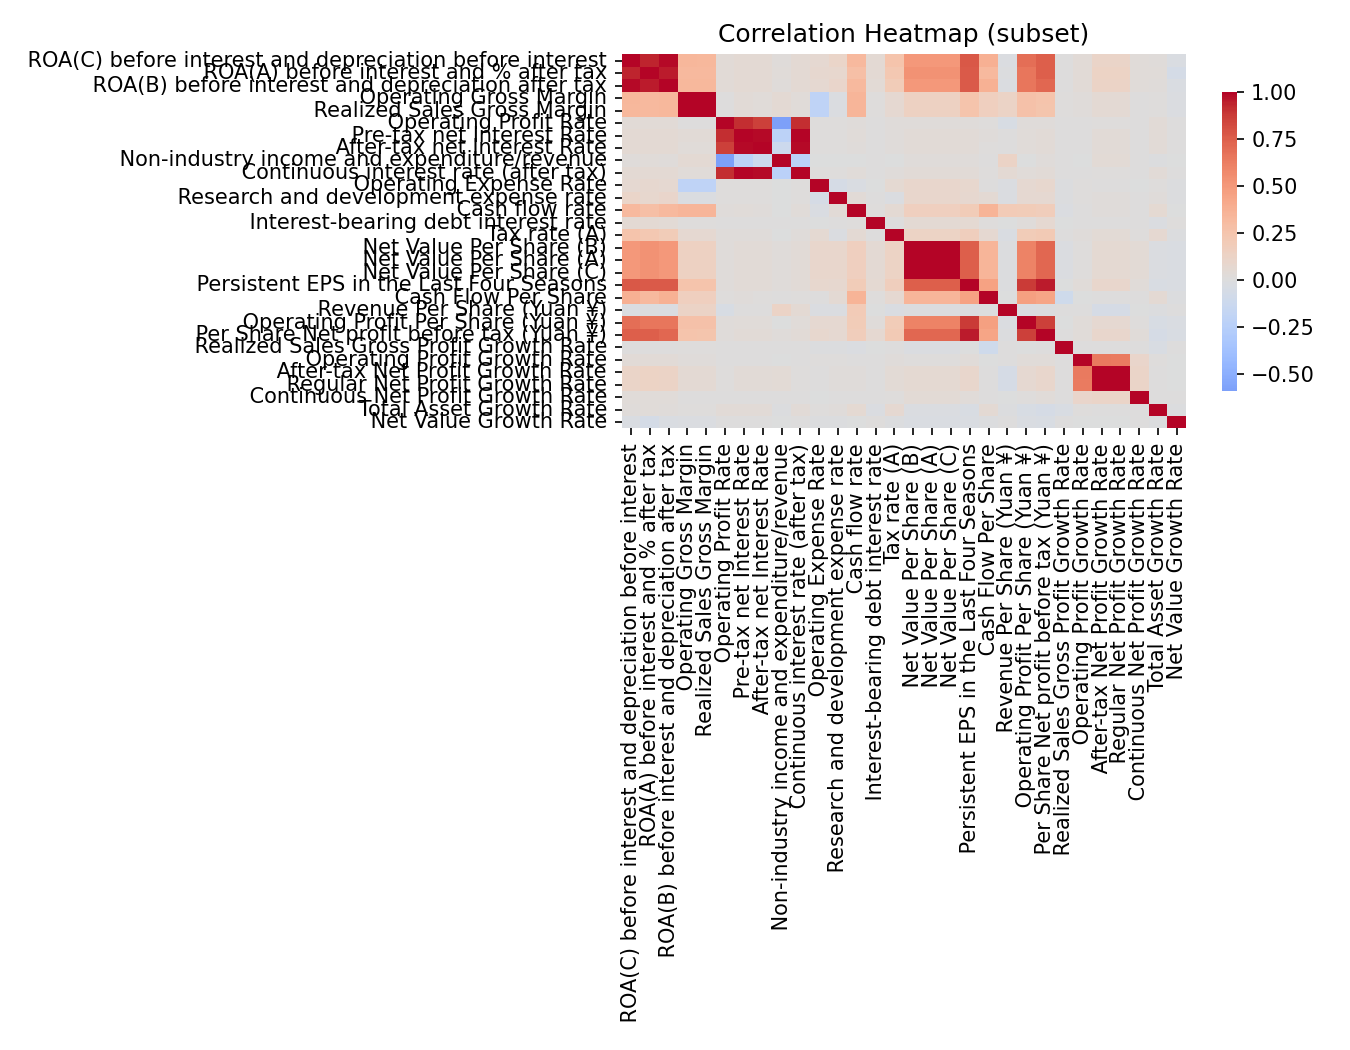 Correlation Heatmap (subset)
ROA(C) before interest and depreciation before interest
ROA(A) before interest and % after tax
ROA(B) before interest and depreciation after tax
Operating Gross Margin
Realized Sales Gross Margin
Operating Profit Rate
Pre-tax net Interest Rate
After-tax net Interest Rate
Non-industry income and expenditure/revenue
Continuous interest rate (after tax)
Operating Expense Rate
Research and development expense rate
Cash flow rate
Interest-bearing debt interest rate
Tax rate (A)
Net Value Per Share (B)
Net Value Per Share (A)
Net Value Per Share (C)
Persistent EPS in the Last Four Seasons
Cash Flow Per Share
Revenue Per Share (Yuan ¥)
Operating Profit Per Share (Yuan ¥)
Per Share Net profit before tax (Yuan ¥)
Realized Sales Gross Profit Growth Rate
Operating Profit Growth Rate
After-tax Net Profit Growth Rate
Regular Net Profit Growth Rate
Continuous Net Profit Growth Rate
Total Asset Growth Rate
Net Value Growth Rate
1.00
0.75
0.50
0.25
0.00
−0.25
−0.50
ROA(C) before interest and depreciation before interest
ROA(A) before interest and % after tax
ROA(B) before interest and depreciation after tax
Operating Gross Margin
Realized Sales Gross Margin
Operating Profit Rate
Pre-tax net Interest Rate
After-tax net Interest Rate
Non-industry income and expenditure/revenue
Continuous interest rate (after tax)
Operating Expense Rate
Research and development expense rate
Cash flow rate
Interest-bearing debt interest rate
Tax rate (A)
Net Value Per Share (B)
Net Value Per Share (A)
Net Value Per Share (C)
Persistent EPS in the Last Four Seasons
Cash Flow Per Share
Revenue Per Share (Yuan ¥)
Operating Profit Per Share (Yuan ¥)
Per Share Net profit before tax (Yuan ¥)
Realized Sales Gross Profit Growth Rate
Operating Profit Growth Rate
After-tax Net Profit Growth Rate
Regular Net Profit Growth Rate
Continuous Net Profit Growth Rate
Total Asset Growth Rate
Net Value Growth Rate